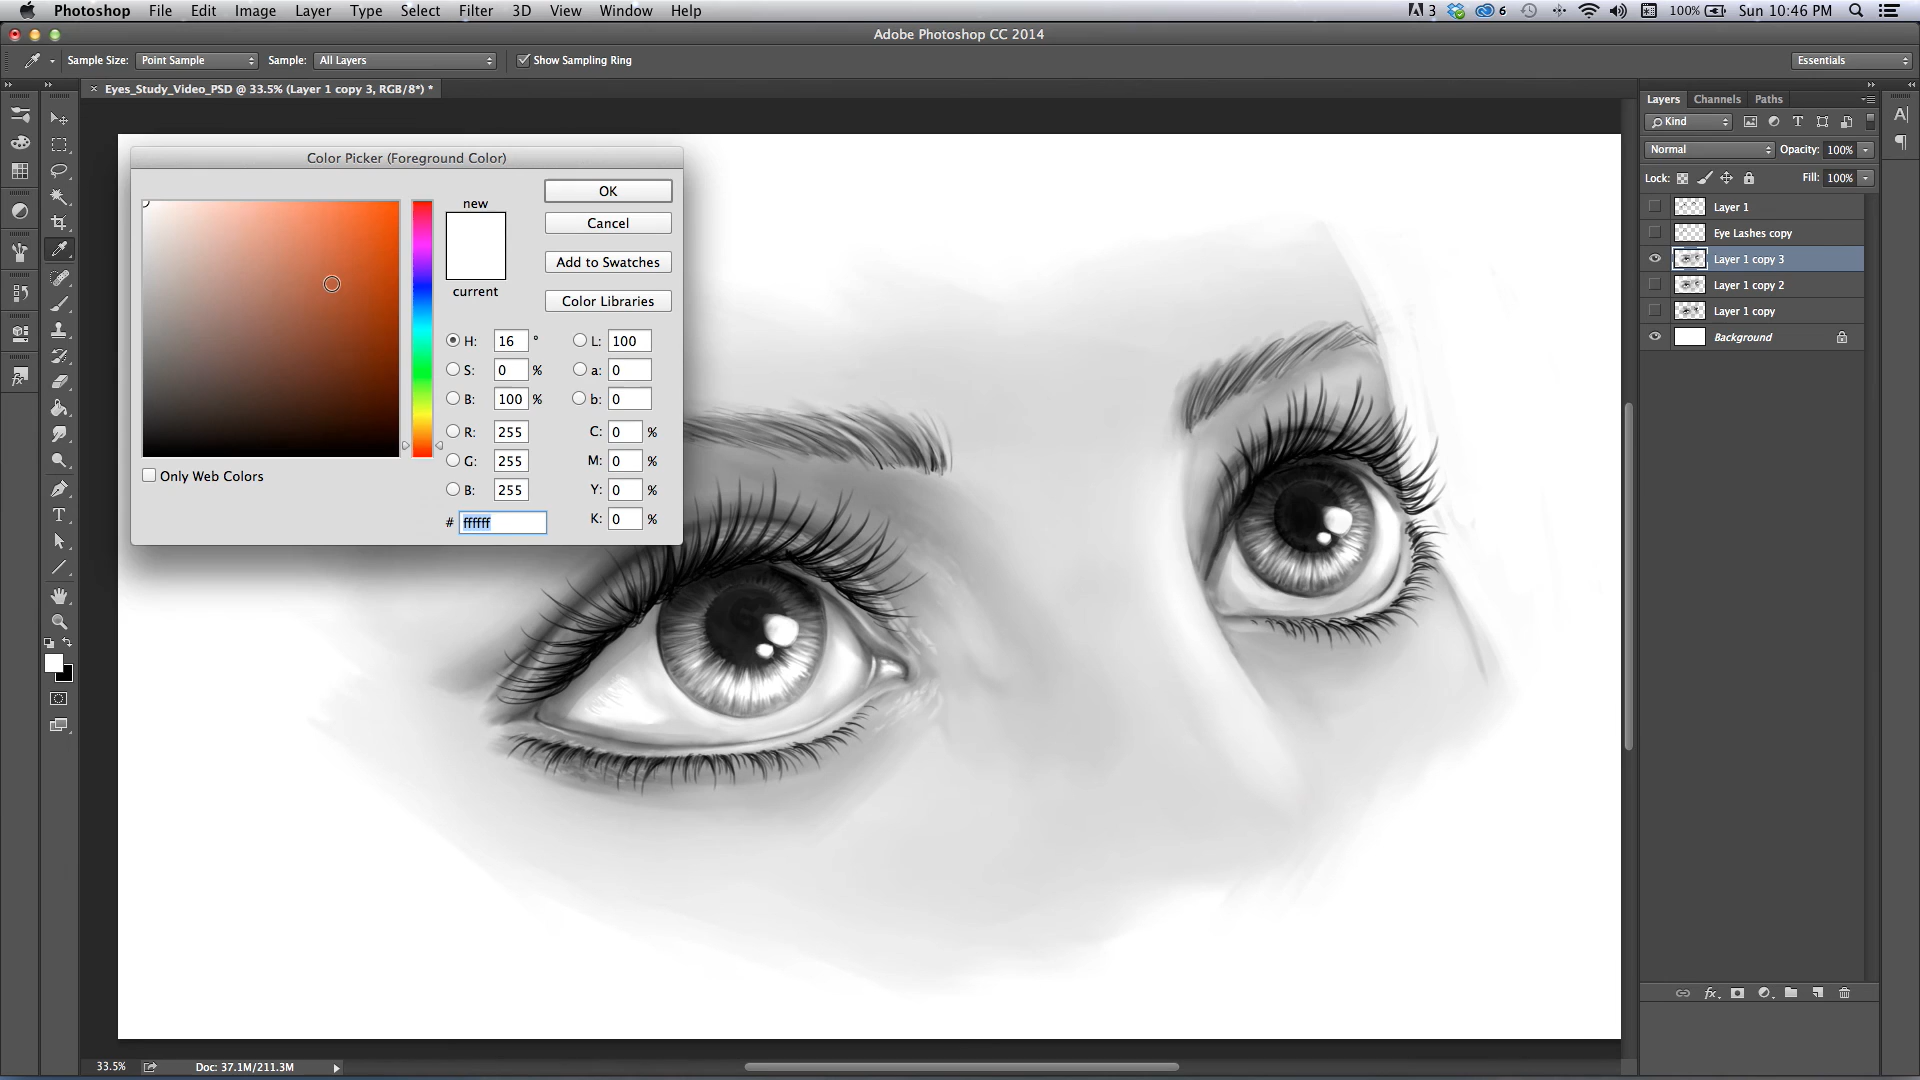 Photoshop File Edit Image Layer Type Select Filter 3D View Window Help 3 6 100% Sun 10:46 PM
Adobe Photoshop CC 2014
Sample Size: Point Sample Sample: All Layers Show Sampling Ring Essentials
Eyes_Study_Video_PSD @ 33.5% (Layer 1 copy 3, RGB/8*) *
Color Picker (Foreground Color)
new
current
OK
Cancel
Add to Swatches
Color Libraries
H: 16 ° L: 100
S: 0 % a: 0
B: 100 % b: 0
R: 255 C: 0 %
G: 255 M: 0 %
B: 255 Y: 0 %
# ffffff K: 0 %
Only Web Colors
Layers Channels Paths
Kind
Normal Opacity: 100%
Lock: Fill: 100%
Layer 1
Eye Lashes copy
Layer 1 copy 3
Layer 1 copy 2
Layer 1 copy
Background
33.5% Doc: 37.1M/211.3M